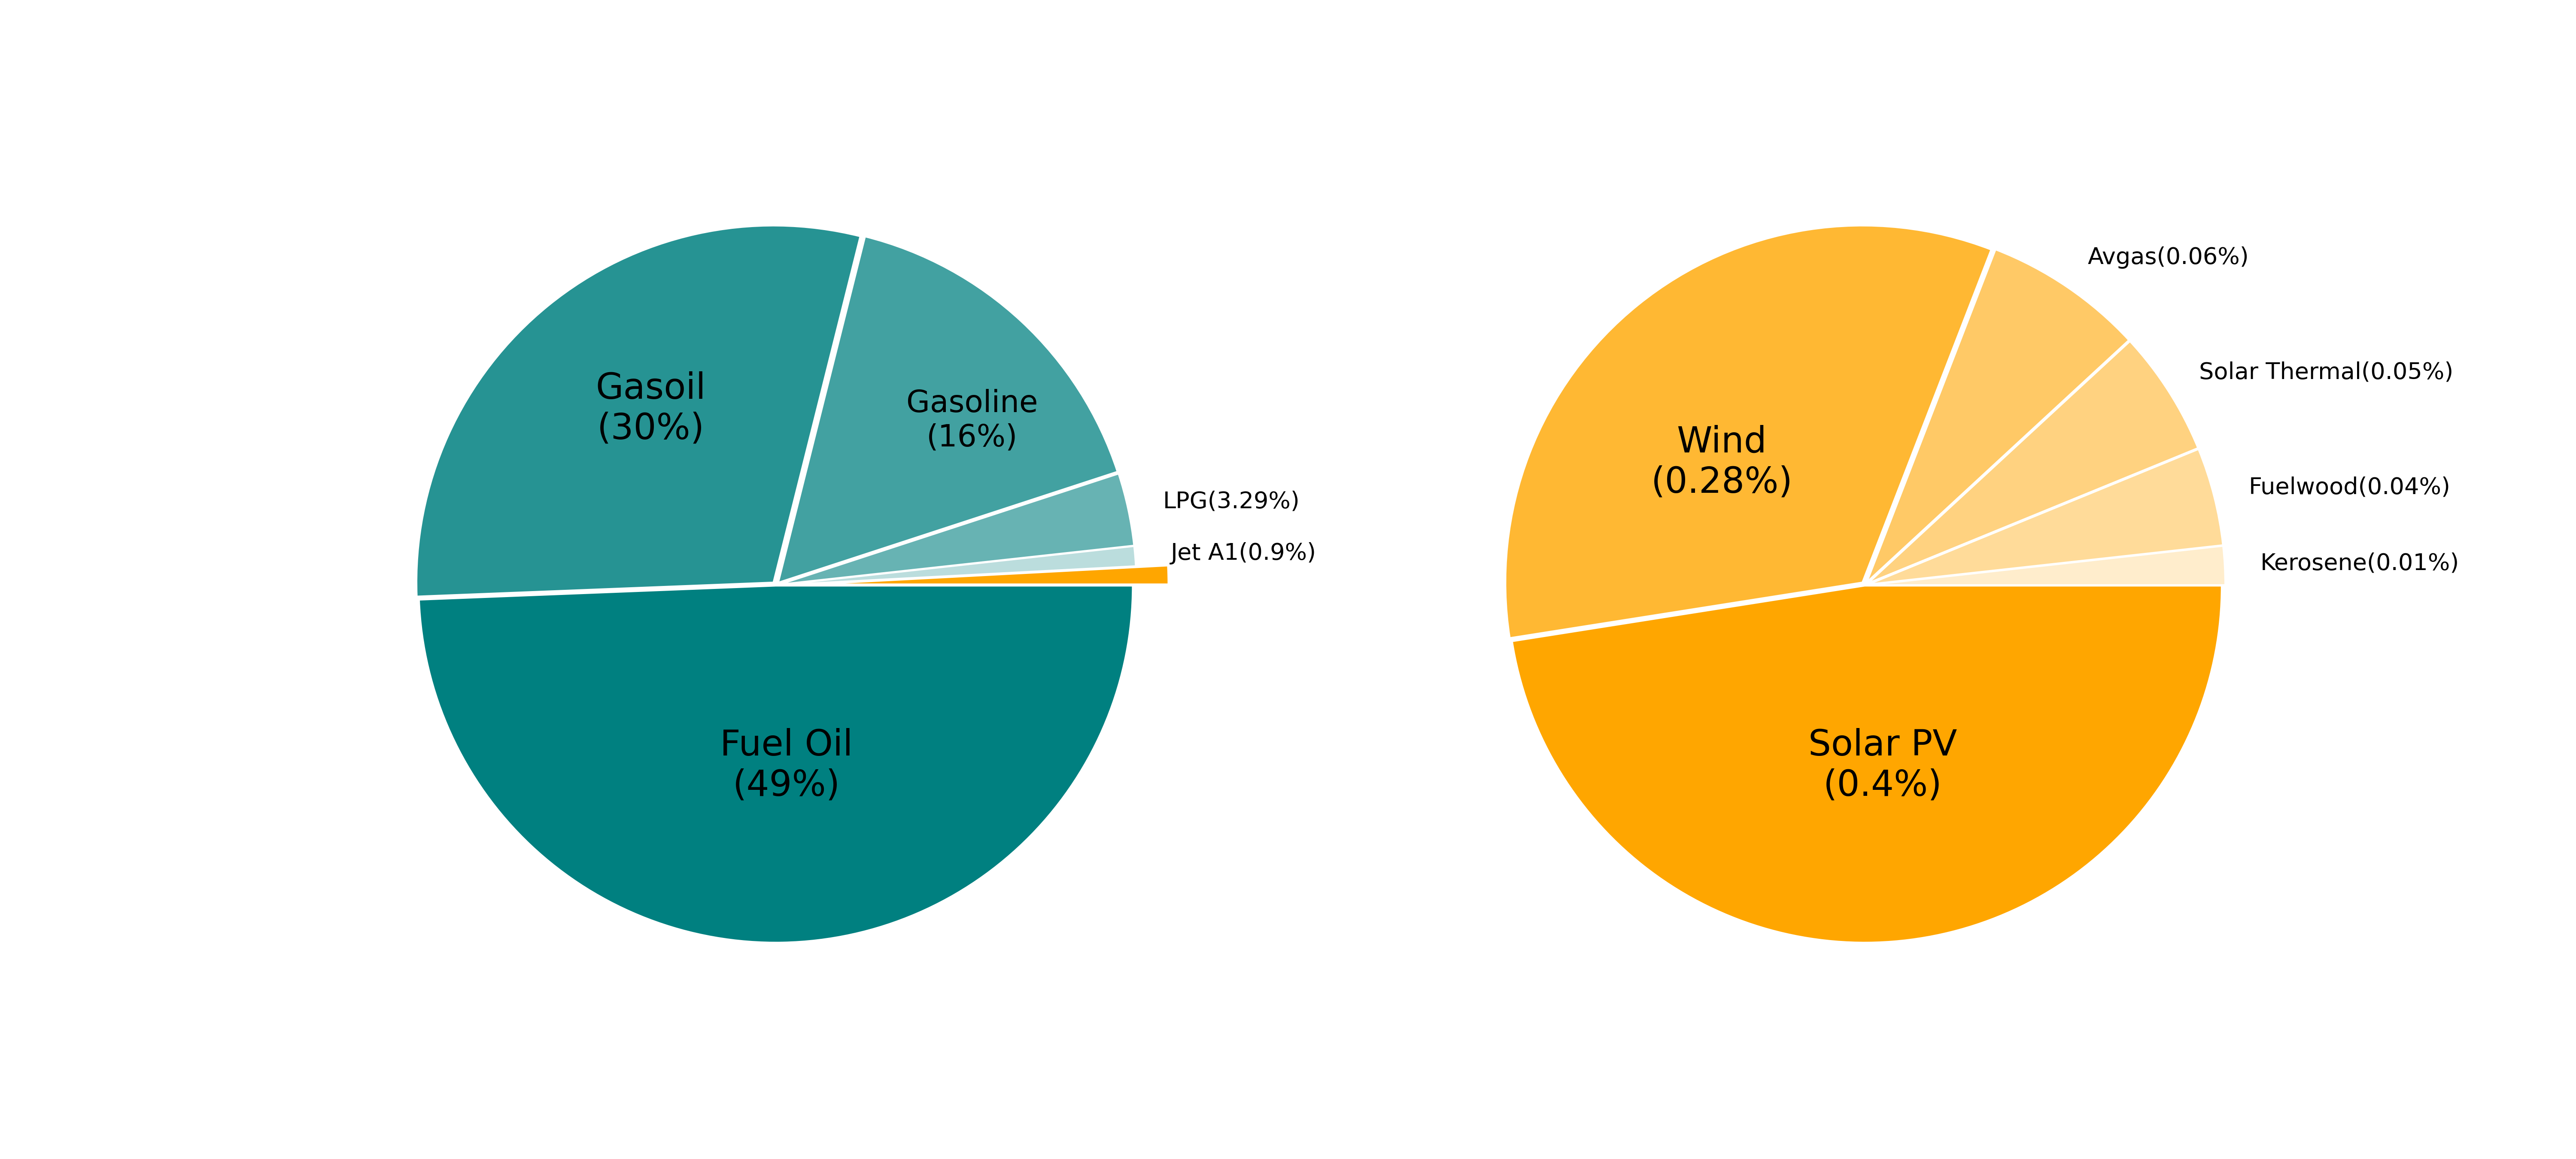 Gasoil
(30%)
Gasoline
(16%)
LPG(3.29%)
Jet A1(0.9%)
Fuel Oil
(49%)
Avgas(0.06%)
Solar Thermal(0.05%)
Wind
(0.28%)
Fuelwood(0.04%)
Kerosene(0.01%)
Solar PV
(0.4%)